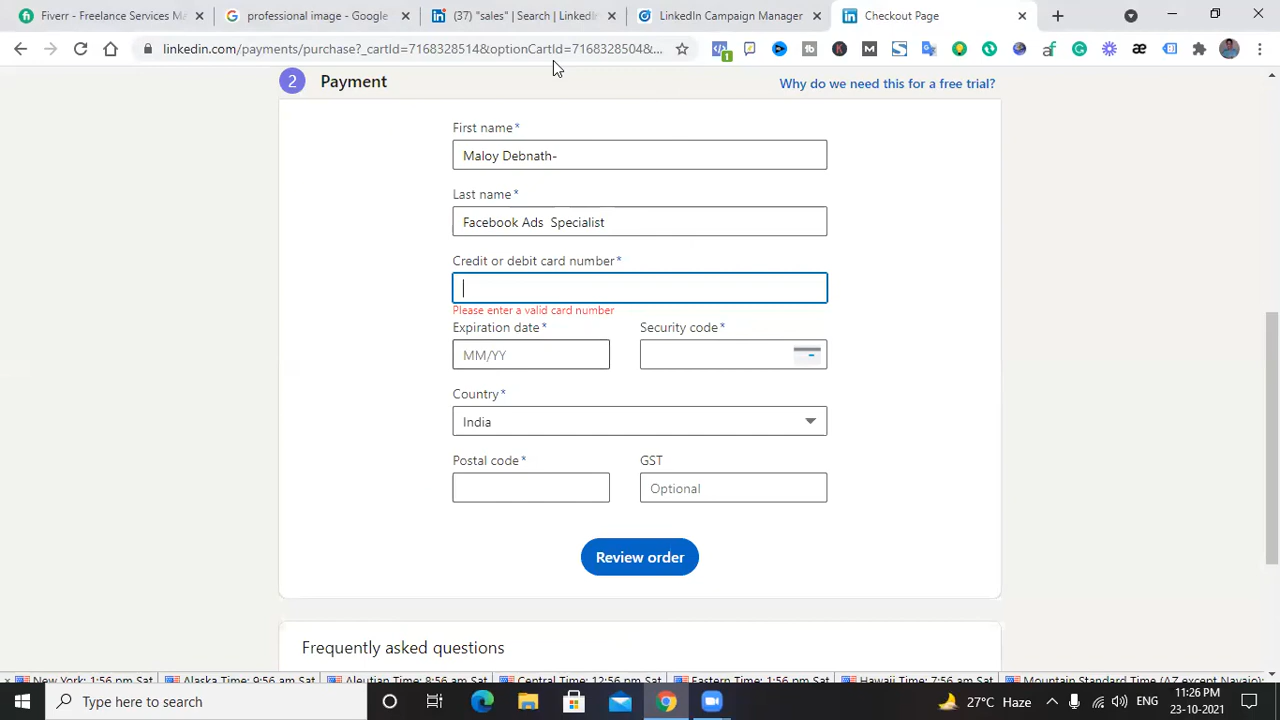 Fiverr - Freelance Services Ma
professional image - Google
(37) "sales" | Search | LinkedIn
LinkedIn Campaign Manager
Checkout Page
linkedin.com/payments/purchase?_cartId=7168328514&optionCartId=7168328504&...
2 Payment
Why do we need this for a free trial?
First name*
Maloy Debnath-
Last name*
Facebook Ads  Specialist
Credit or debit card number*
Please enter a valid card number
Expiration date*
Security code*
MM/YY
Country*
India
Postal code*
GST
Optional
Review order
Frequently asked questions
New York: 1:56 pm Sat
Alaska Time: 9:56 am Sat
Aleutian Time: 8:56 am Sat
Central Time: 12:56 pm Sat
Eastern Time: 1:56 pm Sat
Hawaii Time: 7:56 am Sat
Mountain Standard Time (AZ except Navajo)
Type here to search
27°C Haze
ENG
11:26 PM
23-10-2021